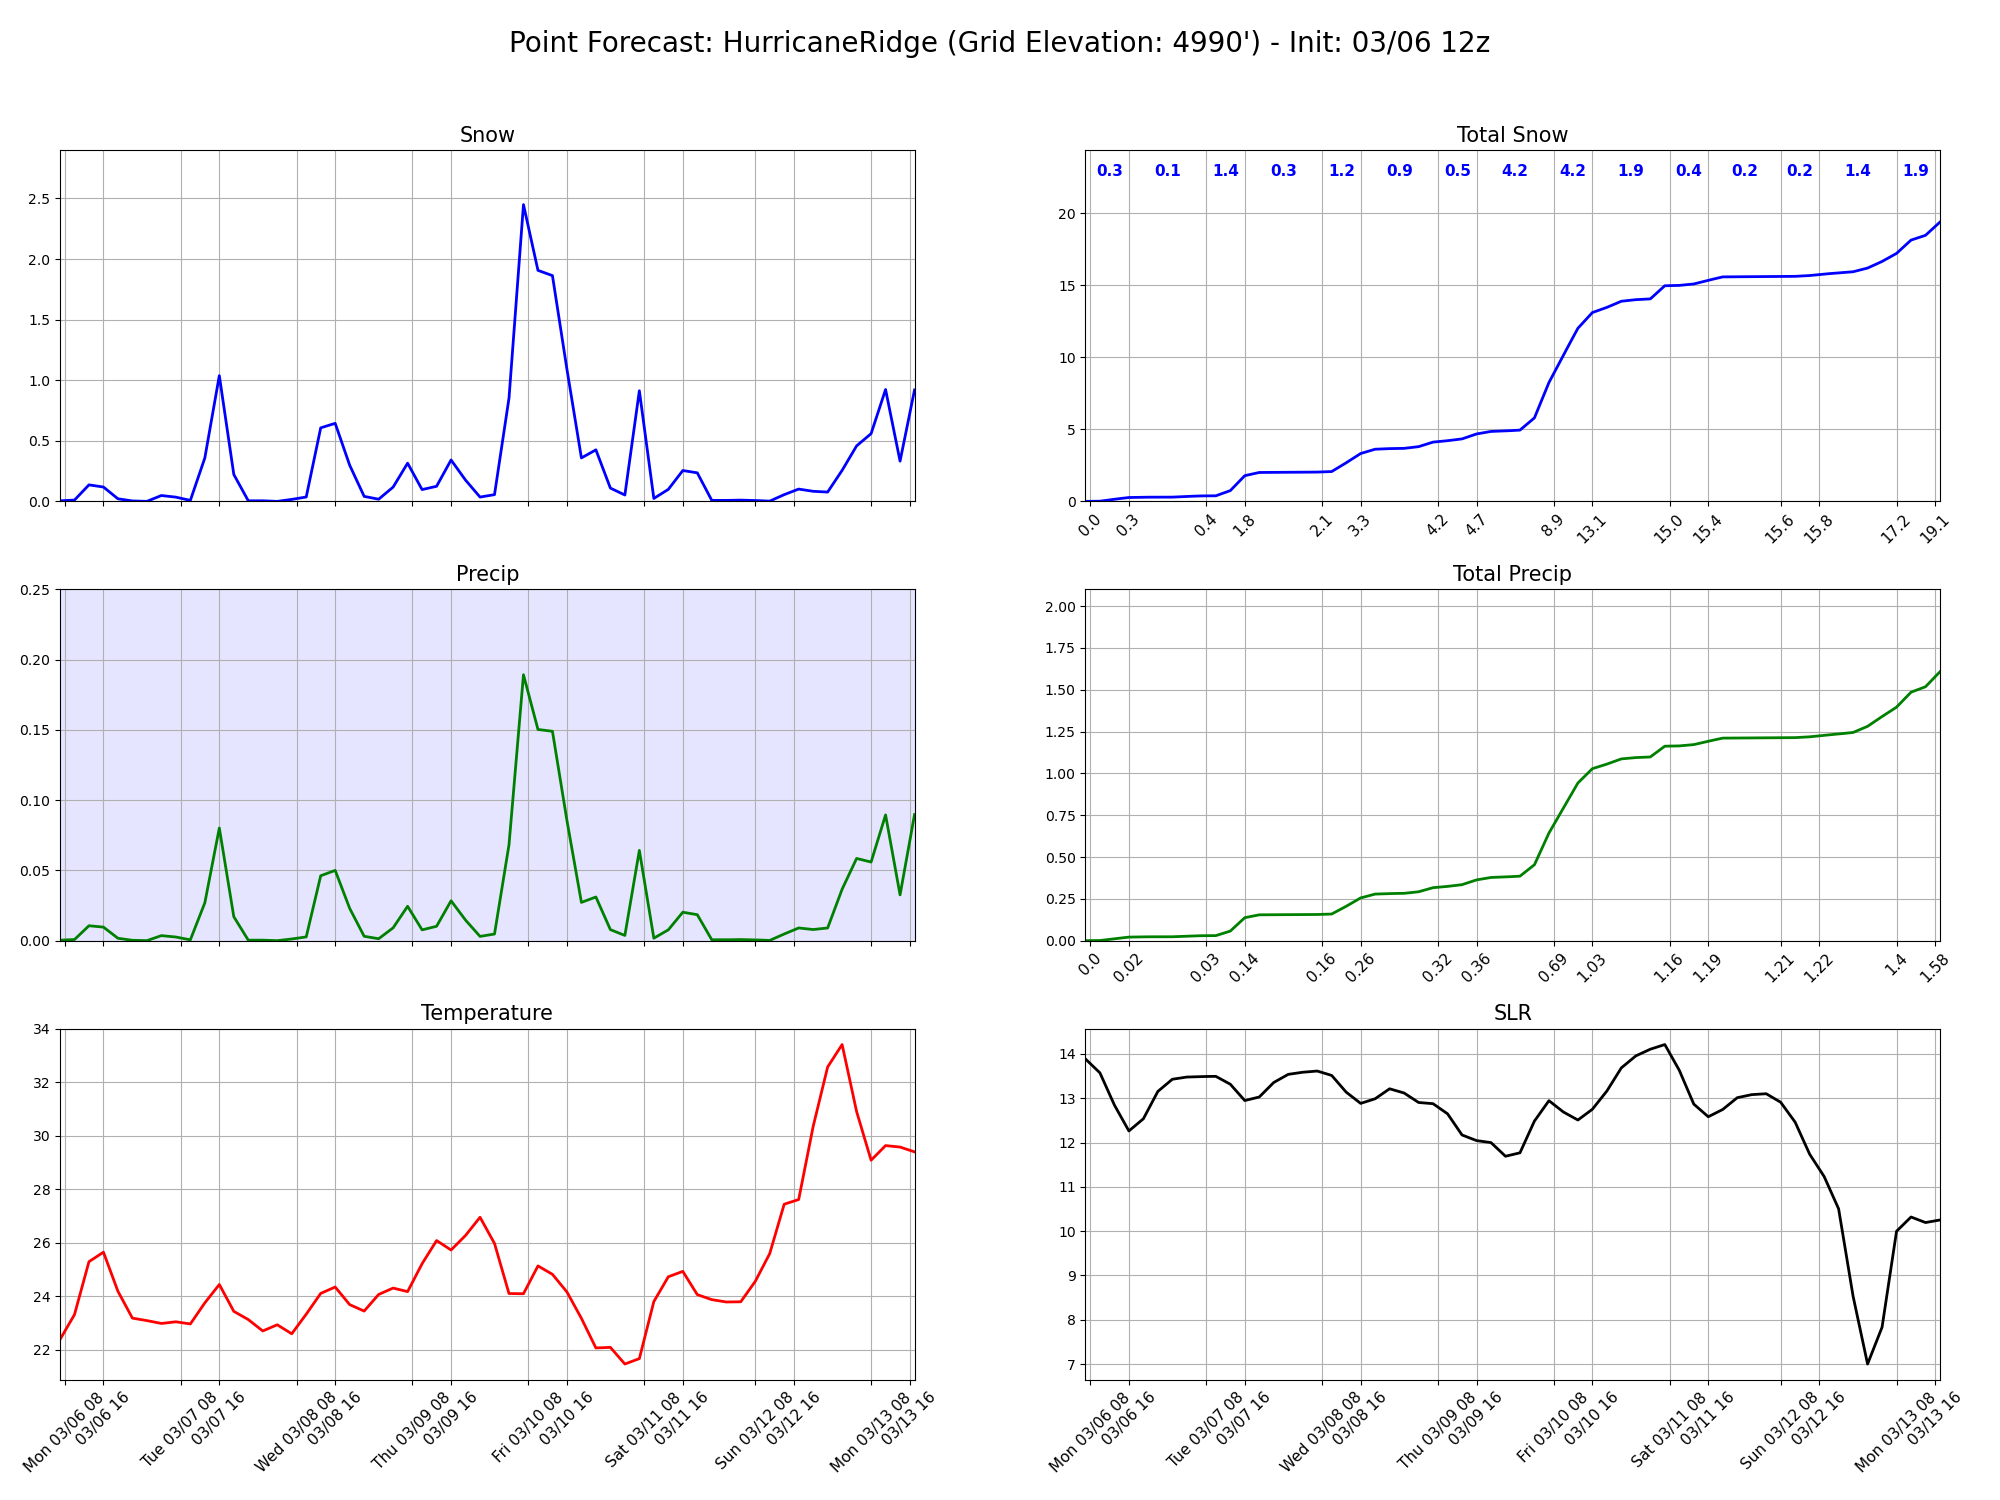 Point Forecast: HurricaneRidge (Grid Elevation: 4990') - Init: 03/06 12z
Snow
2.5
2.0
1.5
1.0
0.5
0.0
Total Snow
0.3 0.1 1.4 0.3 1.2 0.9 0.5 4.2 4.2 1.9 0.4 0.2 0.2 1.4 1.9
20
15
10
5
0
0.0 0.3 0.4 1.8 2.1 3.3 4.2 4.7 8.9 13.1 15.0 15.4 15.6 15.8 17.2 19.1
Precip
0.25
0.20
0.15
0.10
0.05
0.00
Total Precip
2.00
1.75
1.50
1.25
1.00
0.75
0.50
0.25
0.00
0.0 0.02 0.03 0.14 0.16 0.26 0.32 0.36 0.69 1.03 1.16 1.19 1.21 1.22 1.4 1.58
Temperature
34
32
30
28
26
24
22
Mon 03/06 08
03/06 16
Tue 03/07 08
03/07 16
Wed 03/08 08
03/08 16
Thu 03/09 08
03/09 16
Fri 03/10 08
03/10 16
Sat 03/11 08
03/11 16
Sun 03/12 08
03/12 16
Mon 03/13 08
03/13 16
SLR
14
13
12
11
10
9
8
7
Mon 03/06 08
03/06 16
Tue 03/07 08
03/07 16
Wed 03/08 08
03/08 16
Thu 03/09 08
03/09 16
Fri 03/10 08
03/10 16
Sat 03/11 08
03/11 16
Sun 03/12 08
03/12 16
Mon 03/13 08
03/13 16